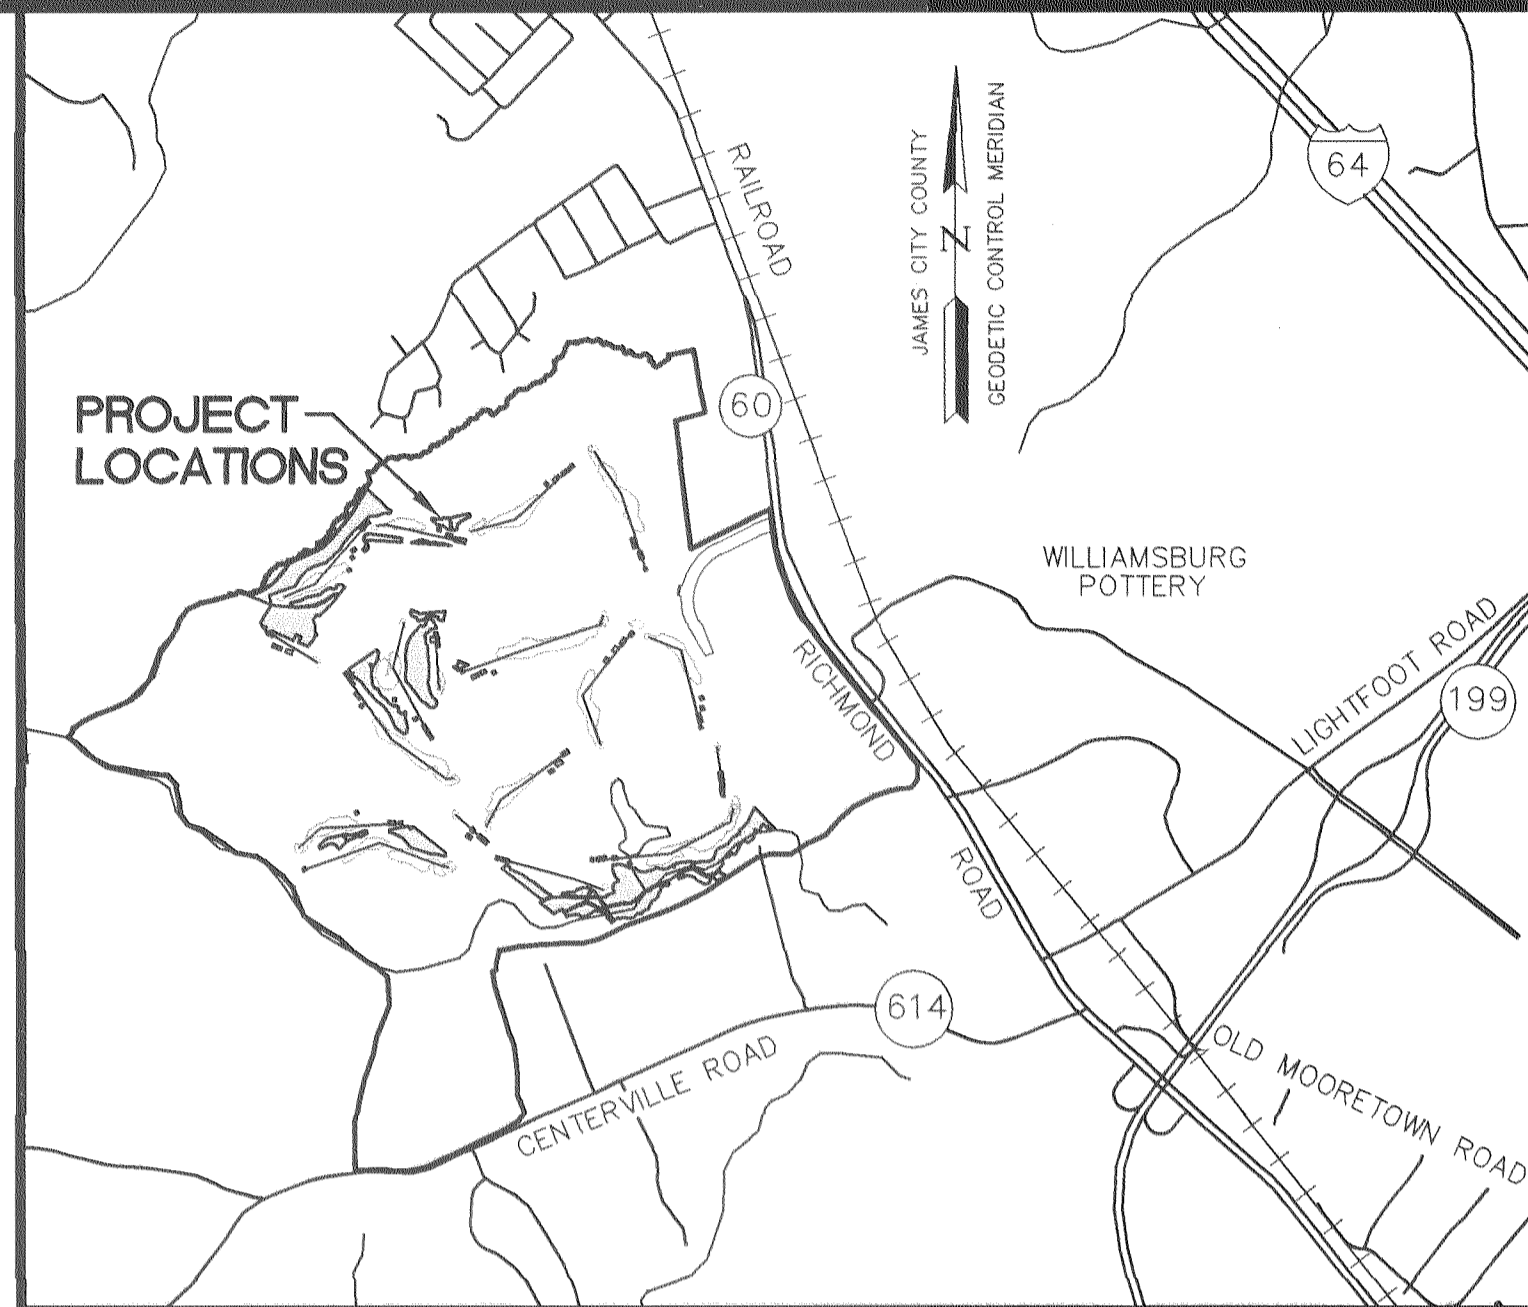 RAILROAD
64
JAMES CITY COUNTY
N
GEODETIC CONTROL MERIDIAN
PROJECT
LOCATIONS
60
WILLIAMSBURG
POTTERY
LIGHTFOOT ROAD
RICHMOND
199
ROAD
614
CENTERVILLE ROAD
OLD MOORETOWN ROAD